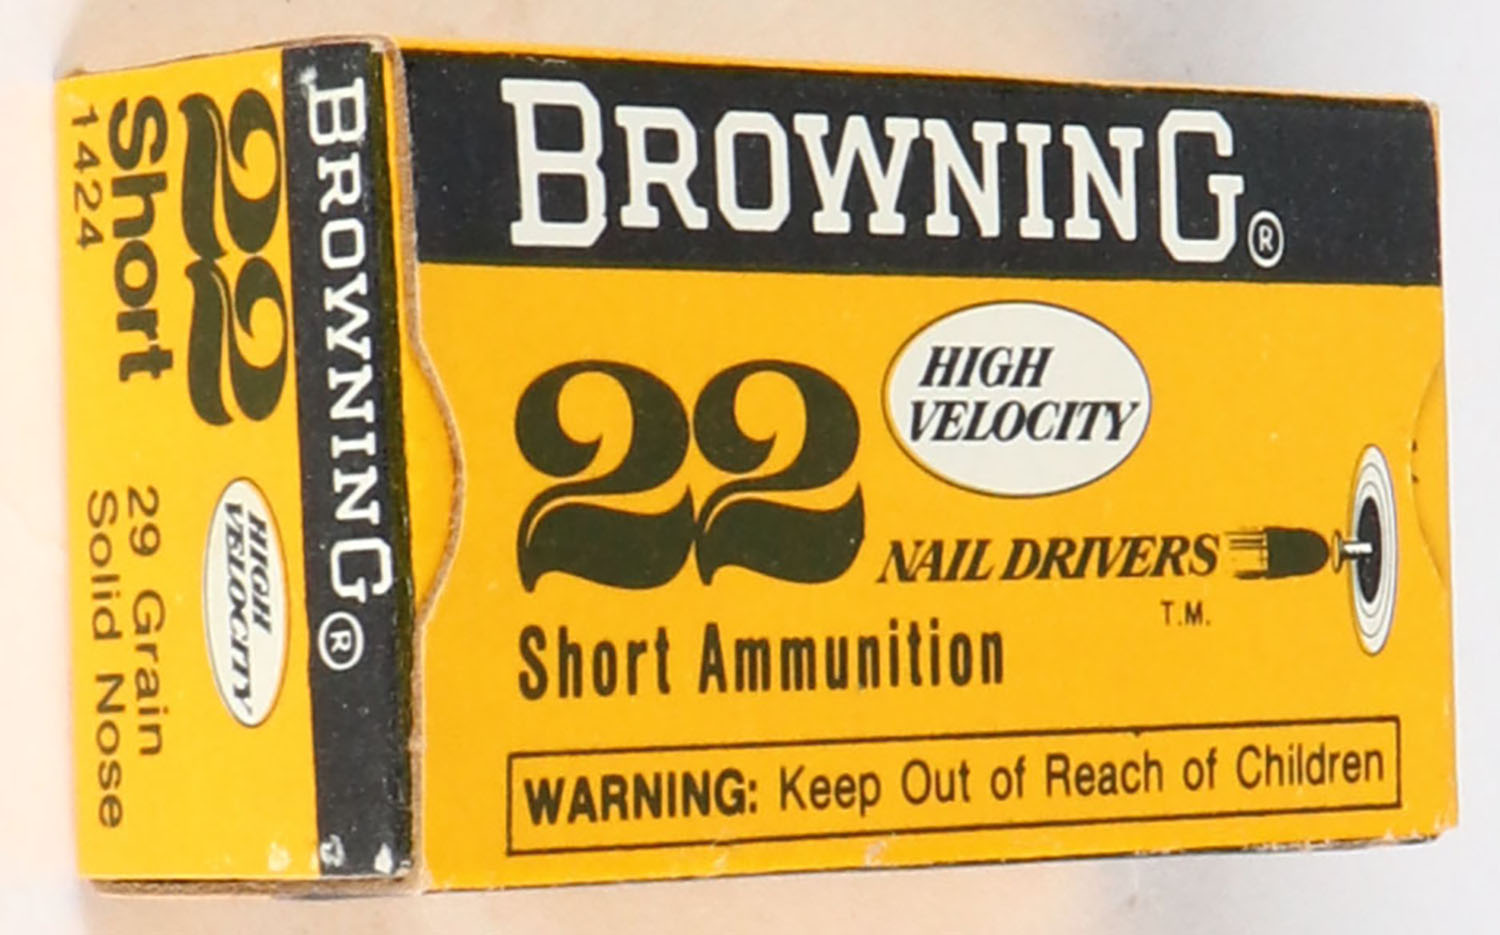 BROWNING®
22
HIGH
VELOCITY
NAIL DRIVERS
T.M.
Short Ammunition
WARNING: Keep Out of Reach of Children
BROWNING®
22
Short
1424
HIGH
VELOCITY
29 Grain
Solid Nose